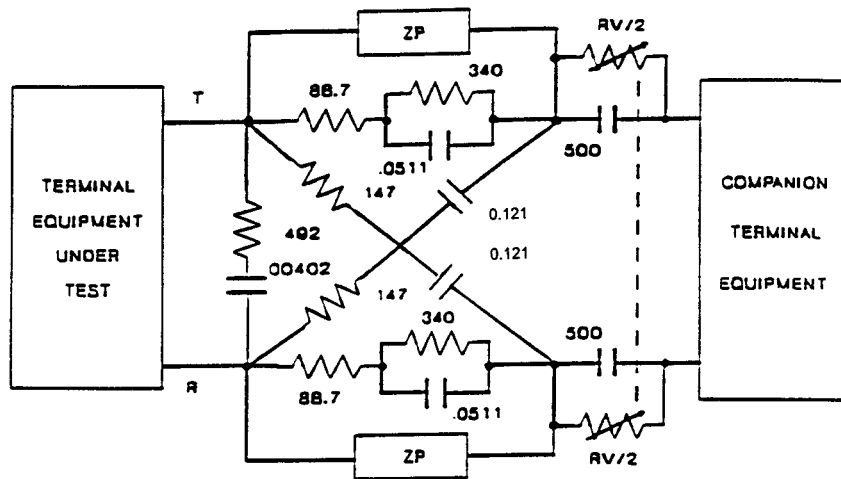 ZP
RV/2
340
88.7
T
.0511
500
147
TERMINAL
EQUIPMENT
UNDER
TEST
COMPANION
TERMINAL
EQUIPMENT
0.121
492
.00402
0.121
147
340
500
R
88.7
.0511
ZP
RV/2